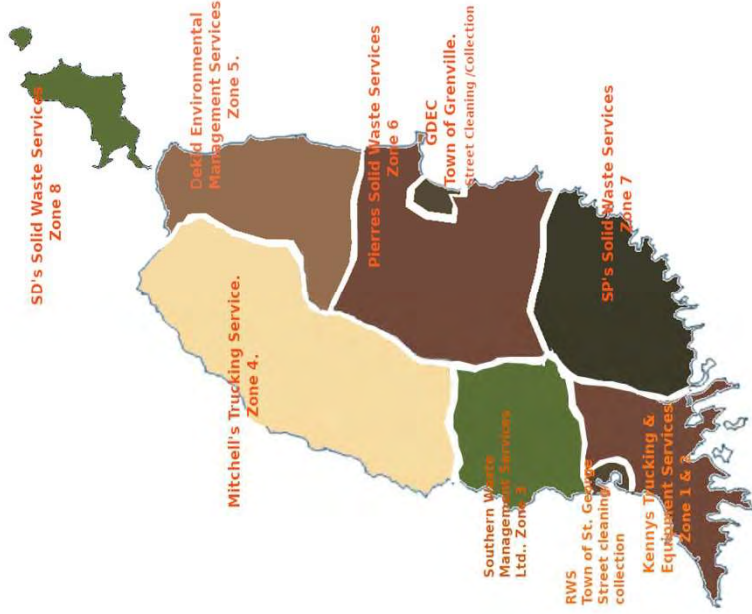 SD's Solid Waste Services
Zone 8
Dekid Environmental
Management Services
Zone 5.
Pierres Solid Waste Services
Zone 6
GDEC
Town of Grenville.
Street Cleaning /Collection
SP's Solid Waste Services
Zone 7
Mitchell's Trucking Service.
Zone 4.
Southern Waste
Management Services
Ltd.. Zone 3
RWS
Town of St. George
Street cleaning
collection
Kennys Trucking &
Equipment Services
Zone 1 & 2